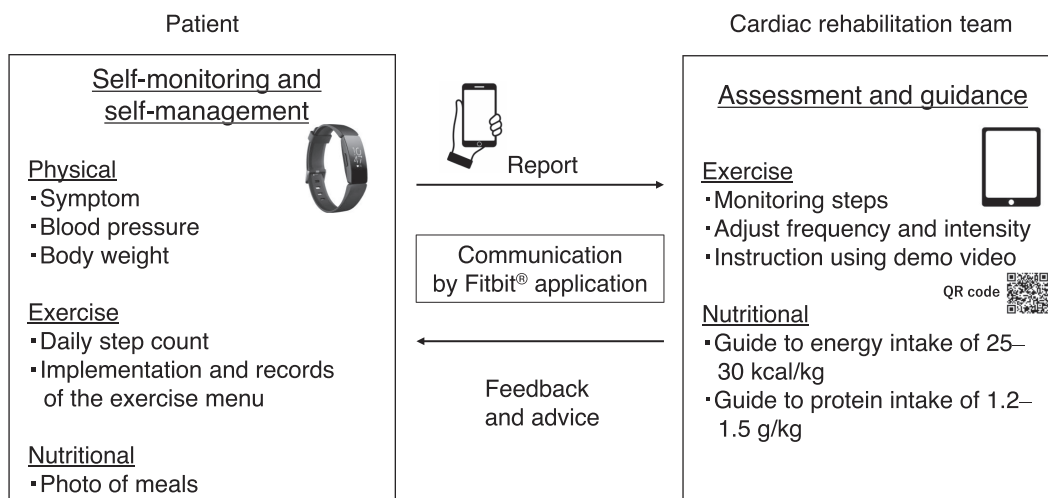 Patient
Self-monitoring and
self-management
Physical
・Symptom
・Blood pressure
・Body weight
Exercise
・Daily step count
・Implementation and records
of the exercise menu
Nutritional
・Photo of meals
Report
Communication
by Fitbit® application
Feedback
and advice
Cardiac rehabilitation team
Assessment and guidance
Exercise
・Monitoring steps
・Adjust frequency and intensity
・Instruction using demo video
QR code
Nutritional
・Guide to energy intake of 25–
30 kcal/kg
・Guide to protein intake of 1.2–
1.5 g/kg